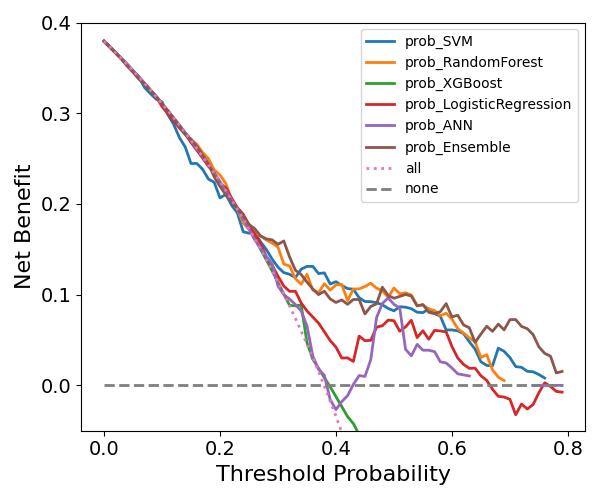 0.4
0.3
0.2
0.1
0.0
Net Benefit
prob_SVM
prob_RandomForest
prob_XGBoost
prob_LogisticRegression
prob_ANN
prob_Ensemble
all
none
0.0 0.2 0.4 0.6 0.8
Threshold Probability